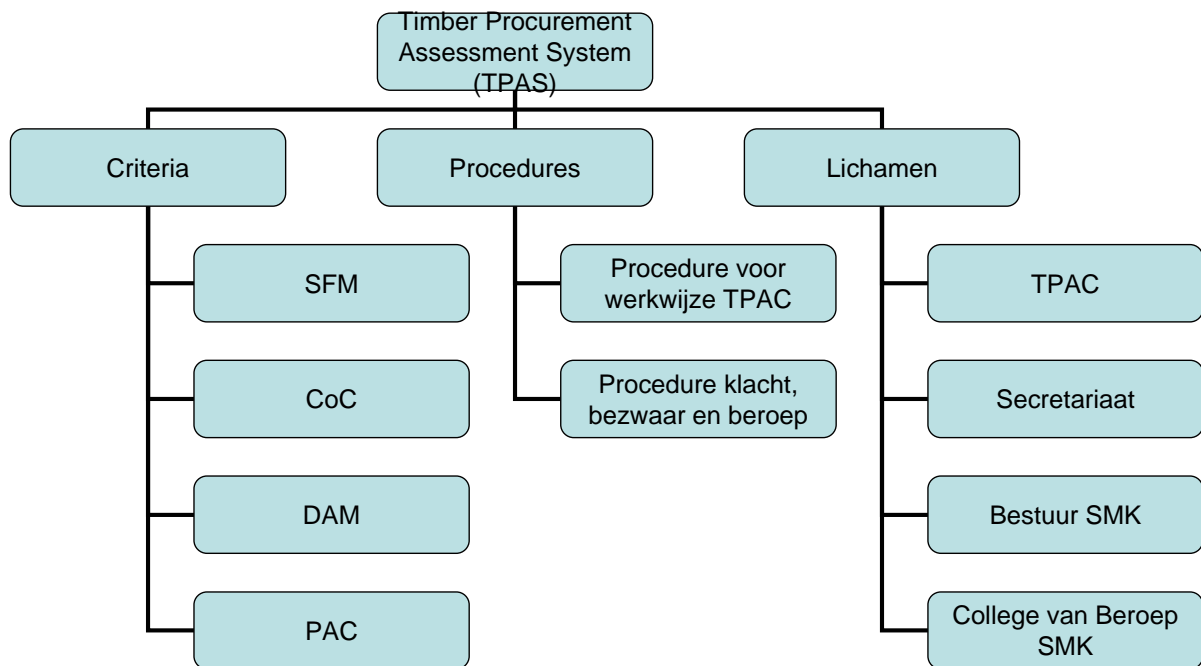 Timber Procurement
Assessment System
(TPAS)
Criteria
Procedures
Lichamen
SFM
CoC
DAM
PAC
Procedure voor
werkwijze TPAC
Procedure klacht,
bezwaar en beroep
TPAC
Secretariaat
Bestuur SMK
College van Beroep
SMK